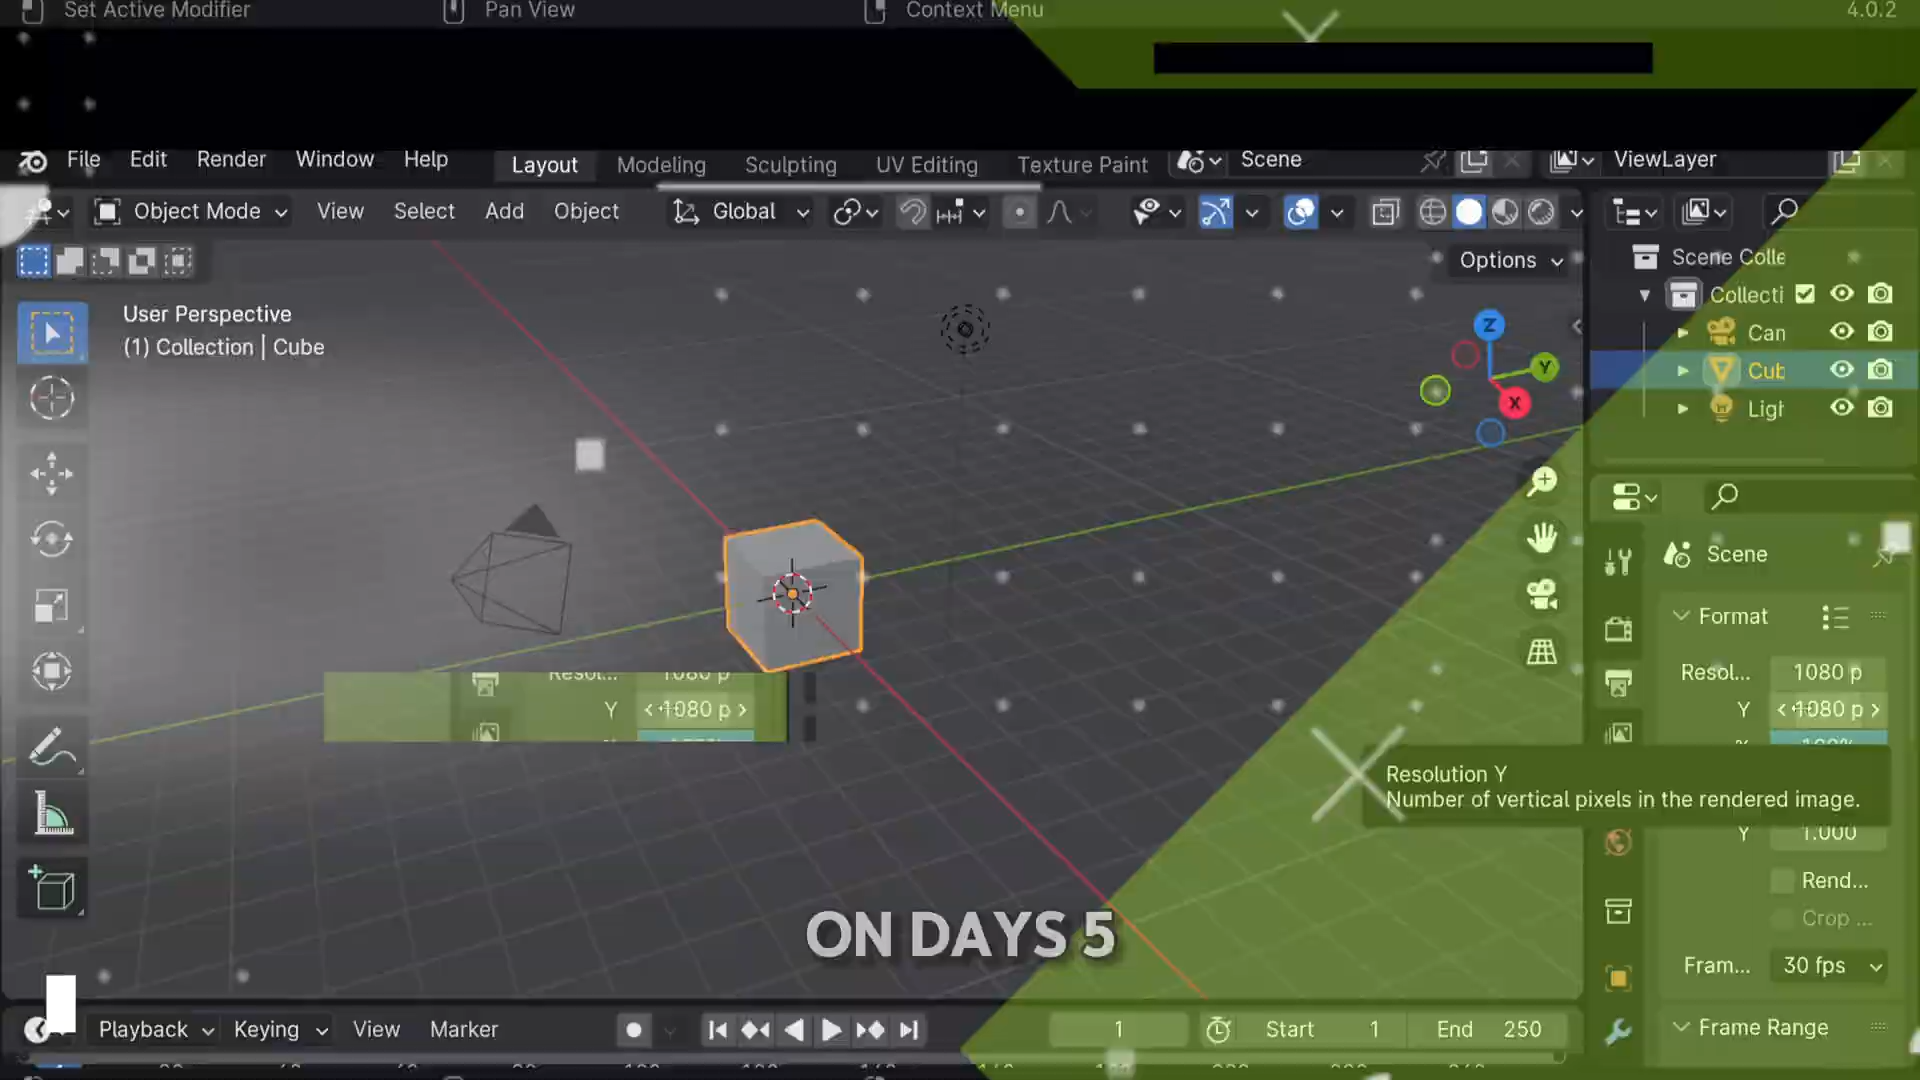 Set Active Modifier Pan View Context Menu 4.0.2
File Edit Render Window Help Layout Modeling Sculpting UV Editing Texture Paint Scene ViewLayer
Object Mode View Select Add Object Global
Options
Scene Colle
Collecti
User Perspective
(1) Collection | Cube
Z
Y
X
Can
Cub
Ligh
Scene
Format
Resol... 1080 p
Y 1080 p
Resol... 1080 p
Y 1080 p
100%
Resolution Y
Number of vertical pixels in the rendered image.
Y 1.000
Rend...
Crop ...
ON DAYS 5
Fram... 30 fps
Playback Keying View Marker 1 Start 1 End 250
Frame Range